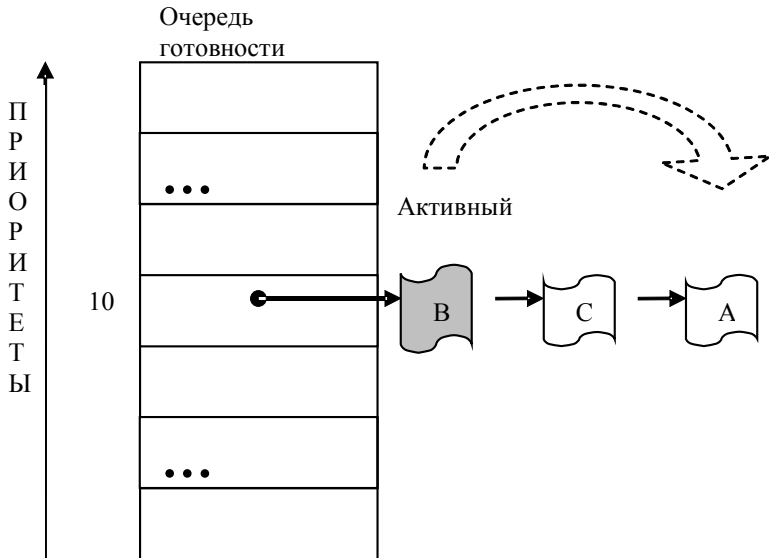 Очередь
готовности
П
Р
И
О
Р
И
Т
Е
Т
Ы
•••
Активный
10
B
C
A
•••